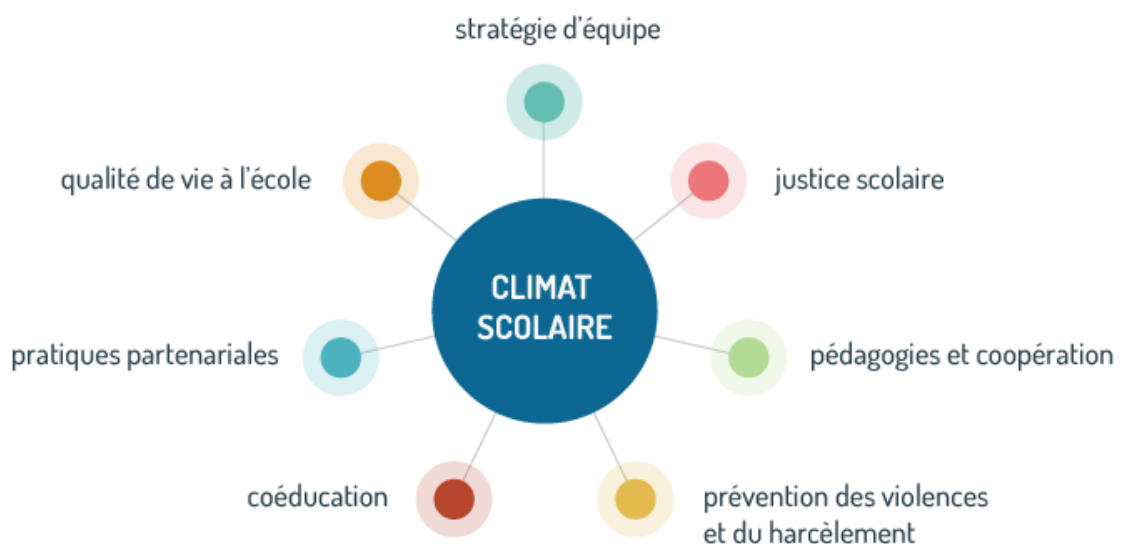 stratégie d'équipe
qualité de vie à l'école
justice scolaire
CLIMAT
SCOLAIRE
pratiques partenariales
pédagogies et coopération
coéducation
prévention des violences
et du harcèlement